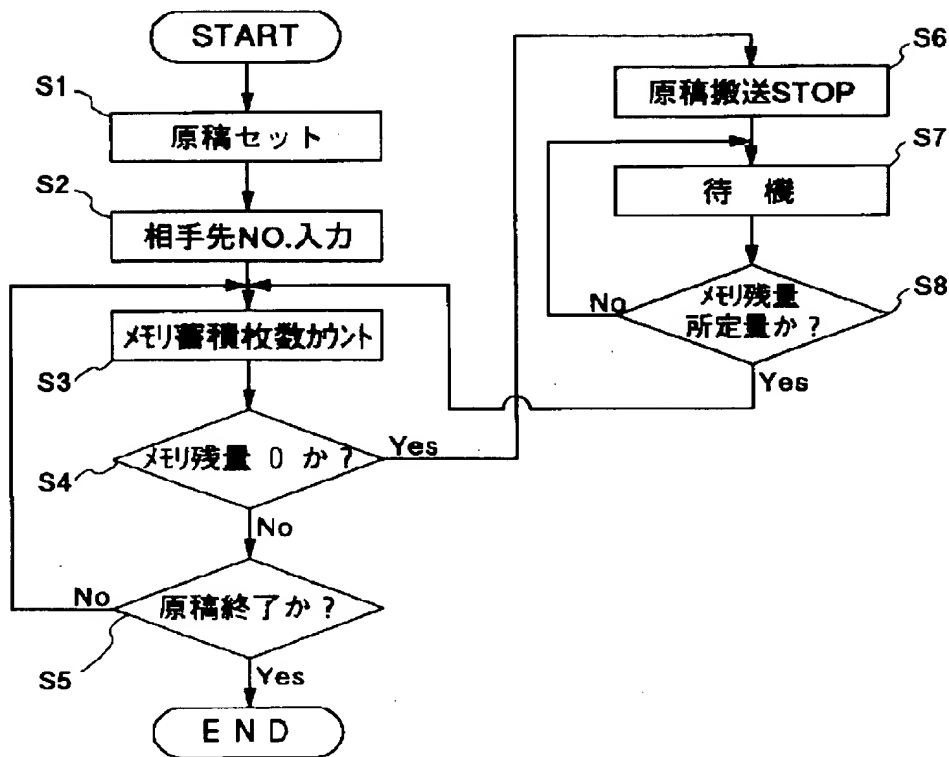 START
S1
原稿セット
S2
相手先NO.入力
S3
メモリ蓄積枚数カウント
S4
メモリ残量 0 か?
Yes
No
S5
原稿終了か?
No
Yes
END
S6
原稿搬送STOP
S7
待 機
S8
メモリ残量
所定量か?
No
Yes